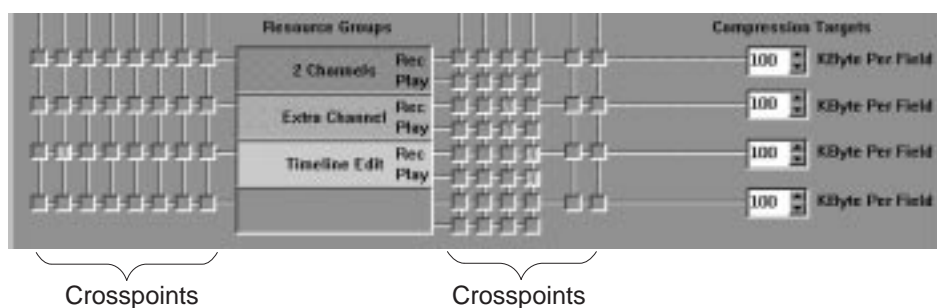 Resource Groups Compression Targets
2 Channels Rec Play 100 KByte Per Field
Extra Channel Rec Play 100 KByte Per Field
Timeline Edit Rec Play 100 KByte Per Field
100 KByte Per Field
Crosspoints Crosspoints